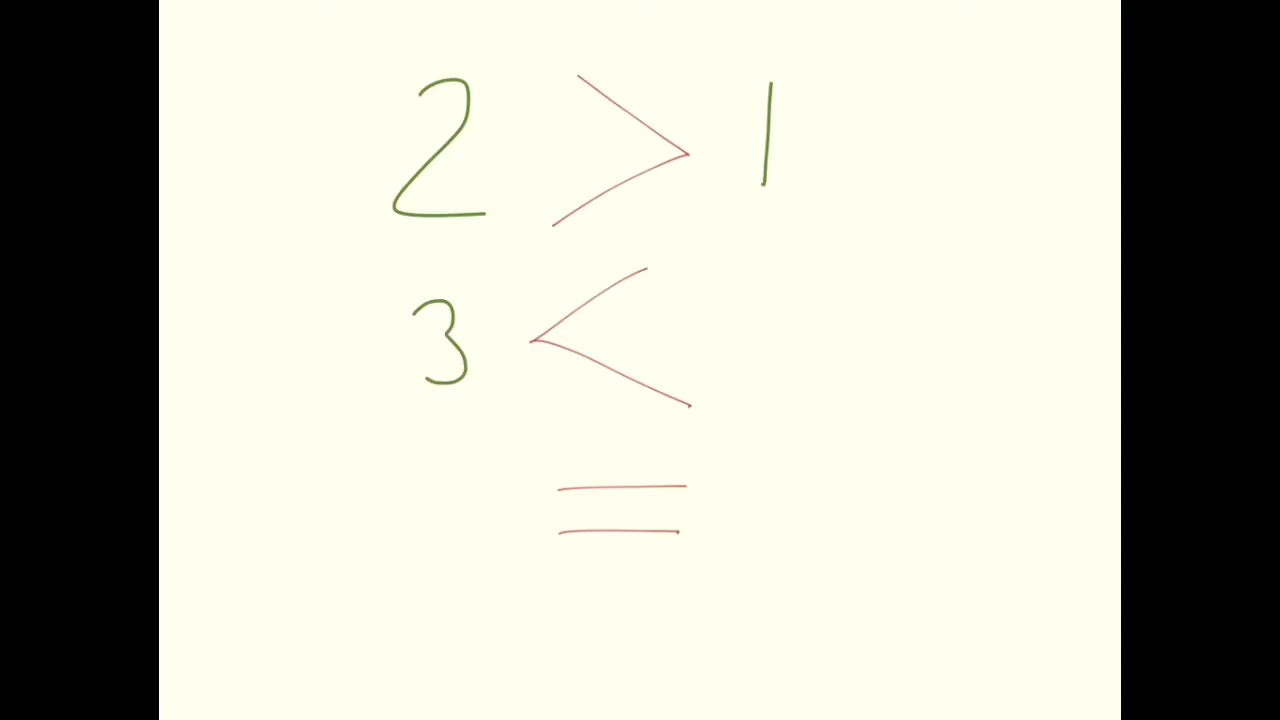 2 > 1
3 <
=